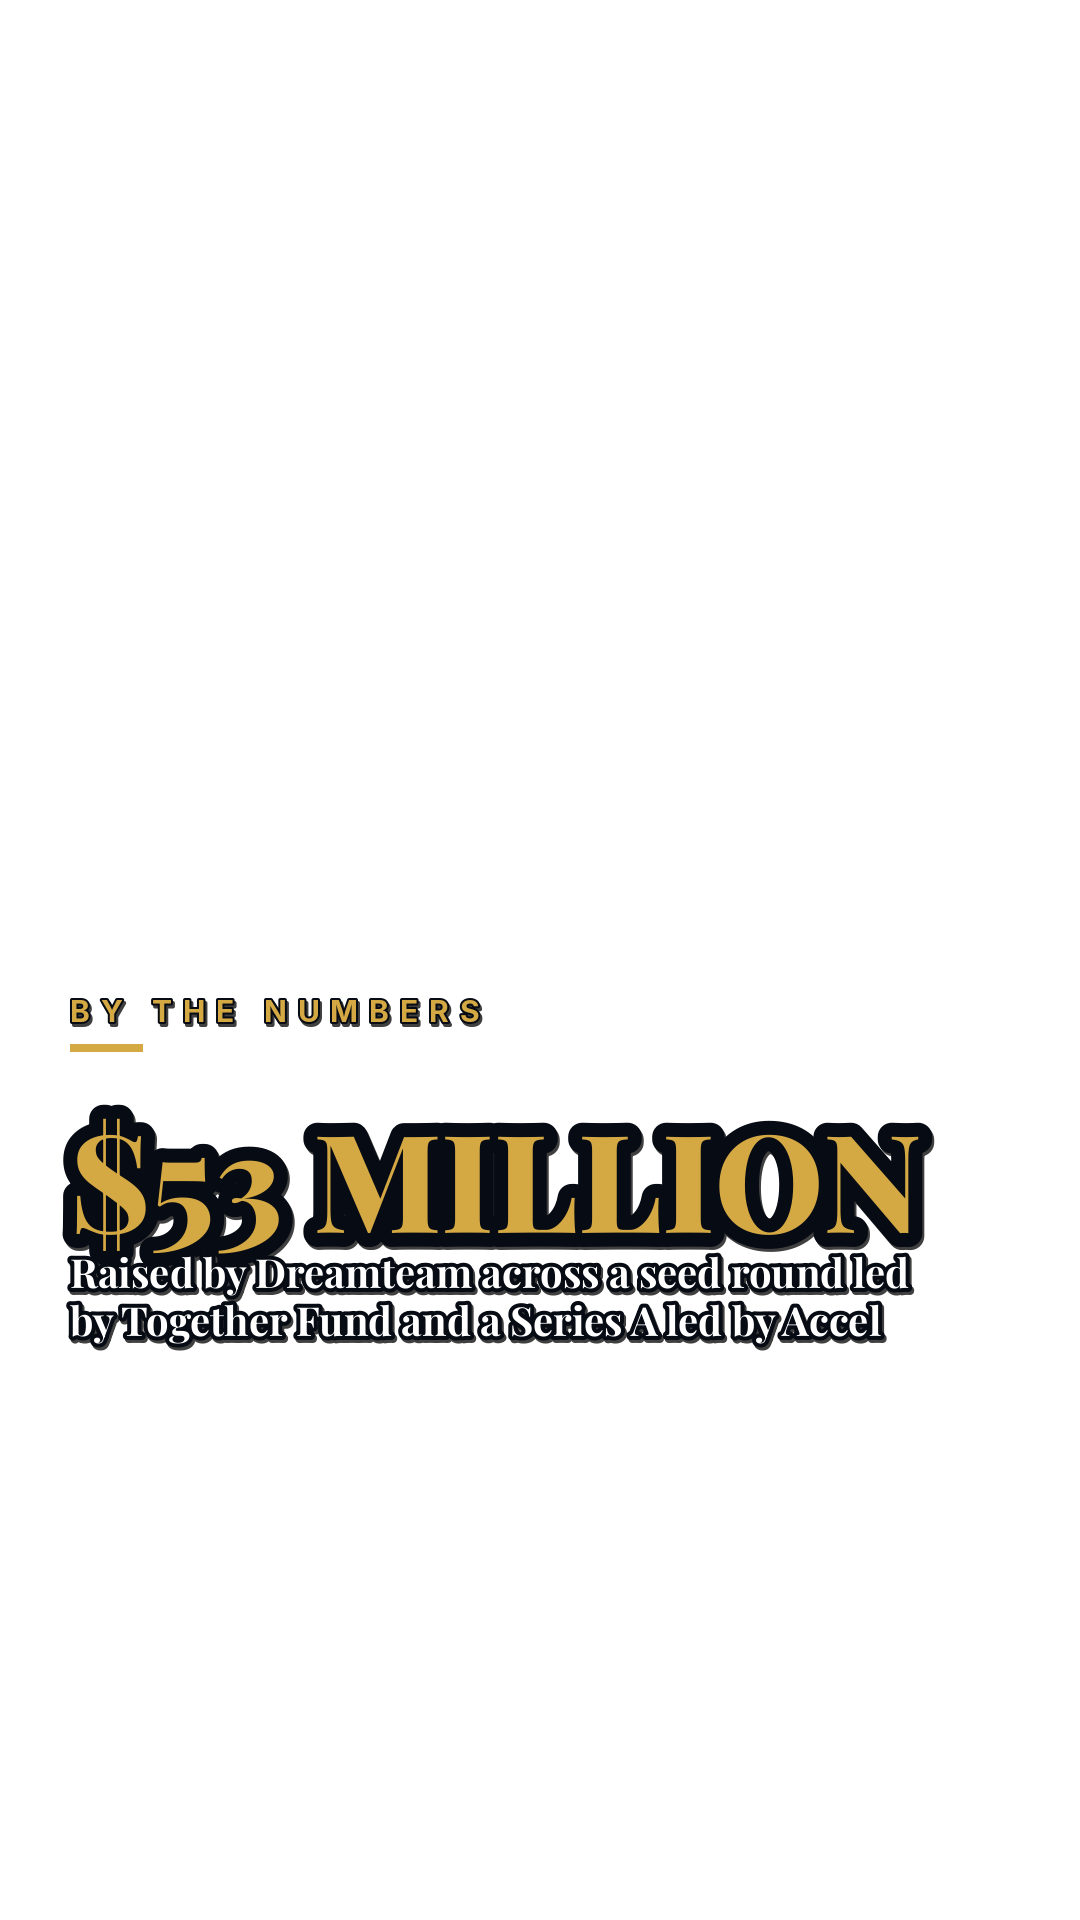 BY THE NUMBERS
$53 MILLION
Raised by Dreamteam across a seed round led
by Together Fund and a Series A led by Accel